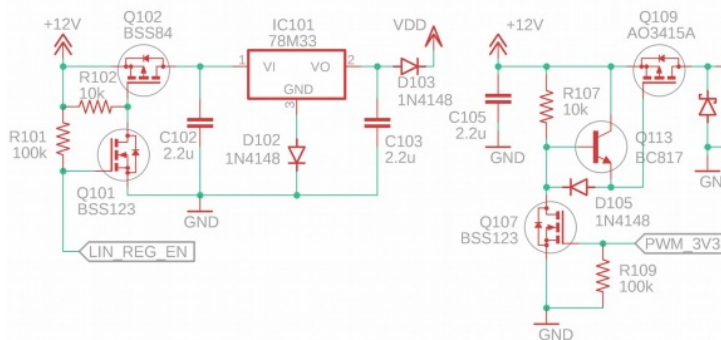 +12V
Q102
BSS84
R102
10k
R101
100k
Q101
BSS123
LIN_REG_EN
C102
2.2u
IC101
78M33
1
VI
VO
2
GND
3
D102
1N4148
GND
C103
2.2u
D103
1N4148
VDD
+12V
C105
2.2u
GND
R107
10k
Q109
AO3415A
Q113
BC817
D105
1N4148
Q107
BSS123
PWM_3V3
R109
100k
GND